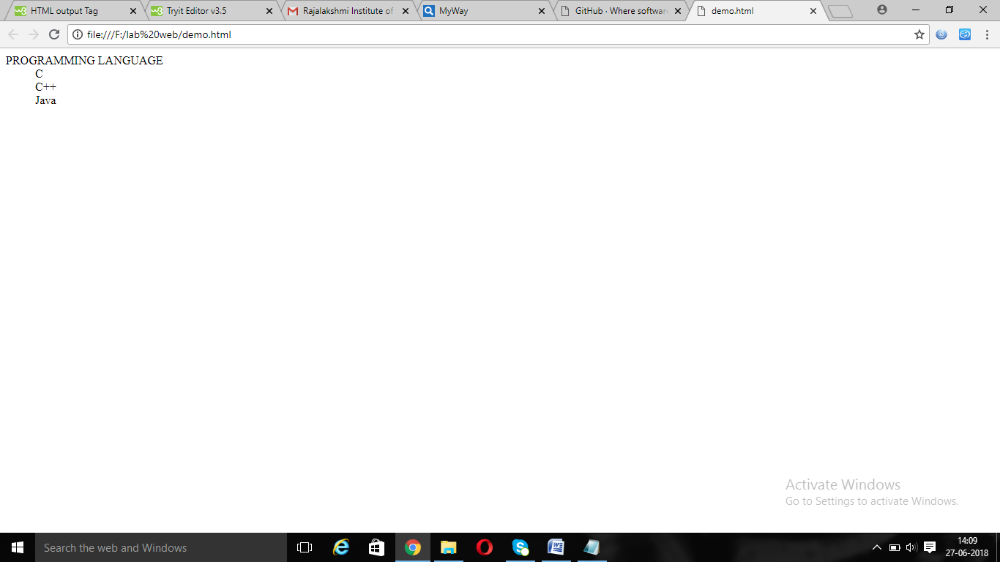 HTML output Tag
Tryit Editor v3.5
Rajalakshmi Institute of
MyWay
GitHub · Where software
demo.html
file:///F:/lab%20web/demo.html
PROGRAMMING LANGUAGE
C
C++
Java
Activate Windows
Go to Settings to activate Windows.
Search the web and Windows
14:09
27-06-2018